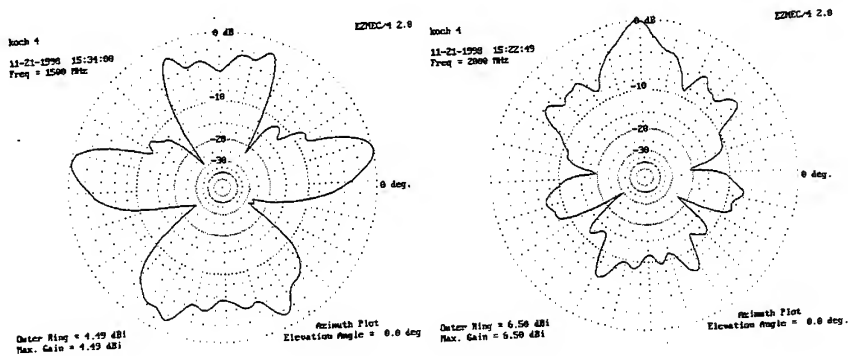 koch 4
EZNEC/4 2.0
11-21-1998 15:34:00
Freq = 1500 MHz
0 dB
-10
-20
-30
0 deg.
Outer Ring = 4.49 dBi
Max. Gain = 4.49 dBi
Azimuth Plot
Elevation Angle = 0.0 deg
koch 4
EZNEC/4 2.0
11-21-1998 15:22:49
Freq = 2000 MHz
0 dB
-10
-20
-30
0 deg.
Outer Ring = 6.50 dBi
Max. Gain = 6.50 dBi
Azimuth Plot
Elevation Angle = 0.0 deg.